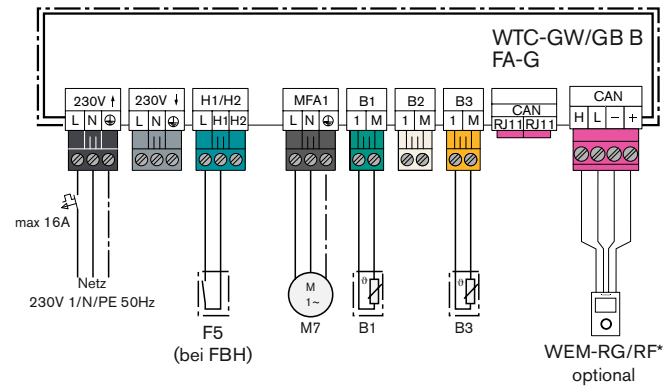 WTC-GW/GB B
FA-G
230V ↑ 230V ↓ H1/H2 MFA1 B1 B2 B3 CAN CAN
L N ⏚ L N ⏚ L H1 H2 L N ⏚ 1 M 1 M 1 M RJ11 RJ11 H L − +
max 16A
Netz
230V 1/N/PE 50Hz
F5
(bei FBH)
M
1~
M7
ϑ
B1
ϑ
B3
WEM-RG/RF*
optional